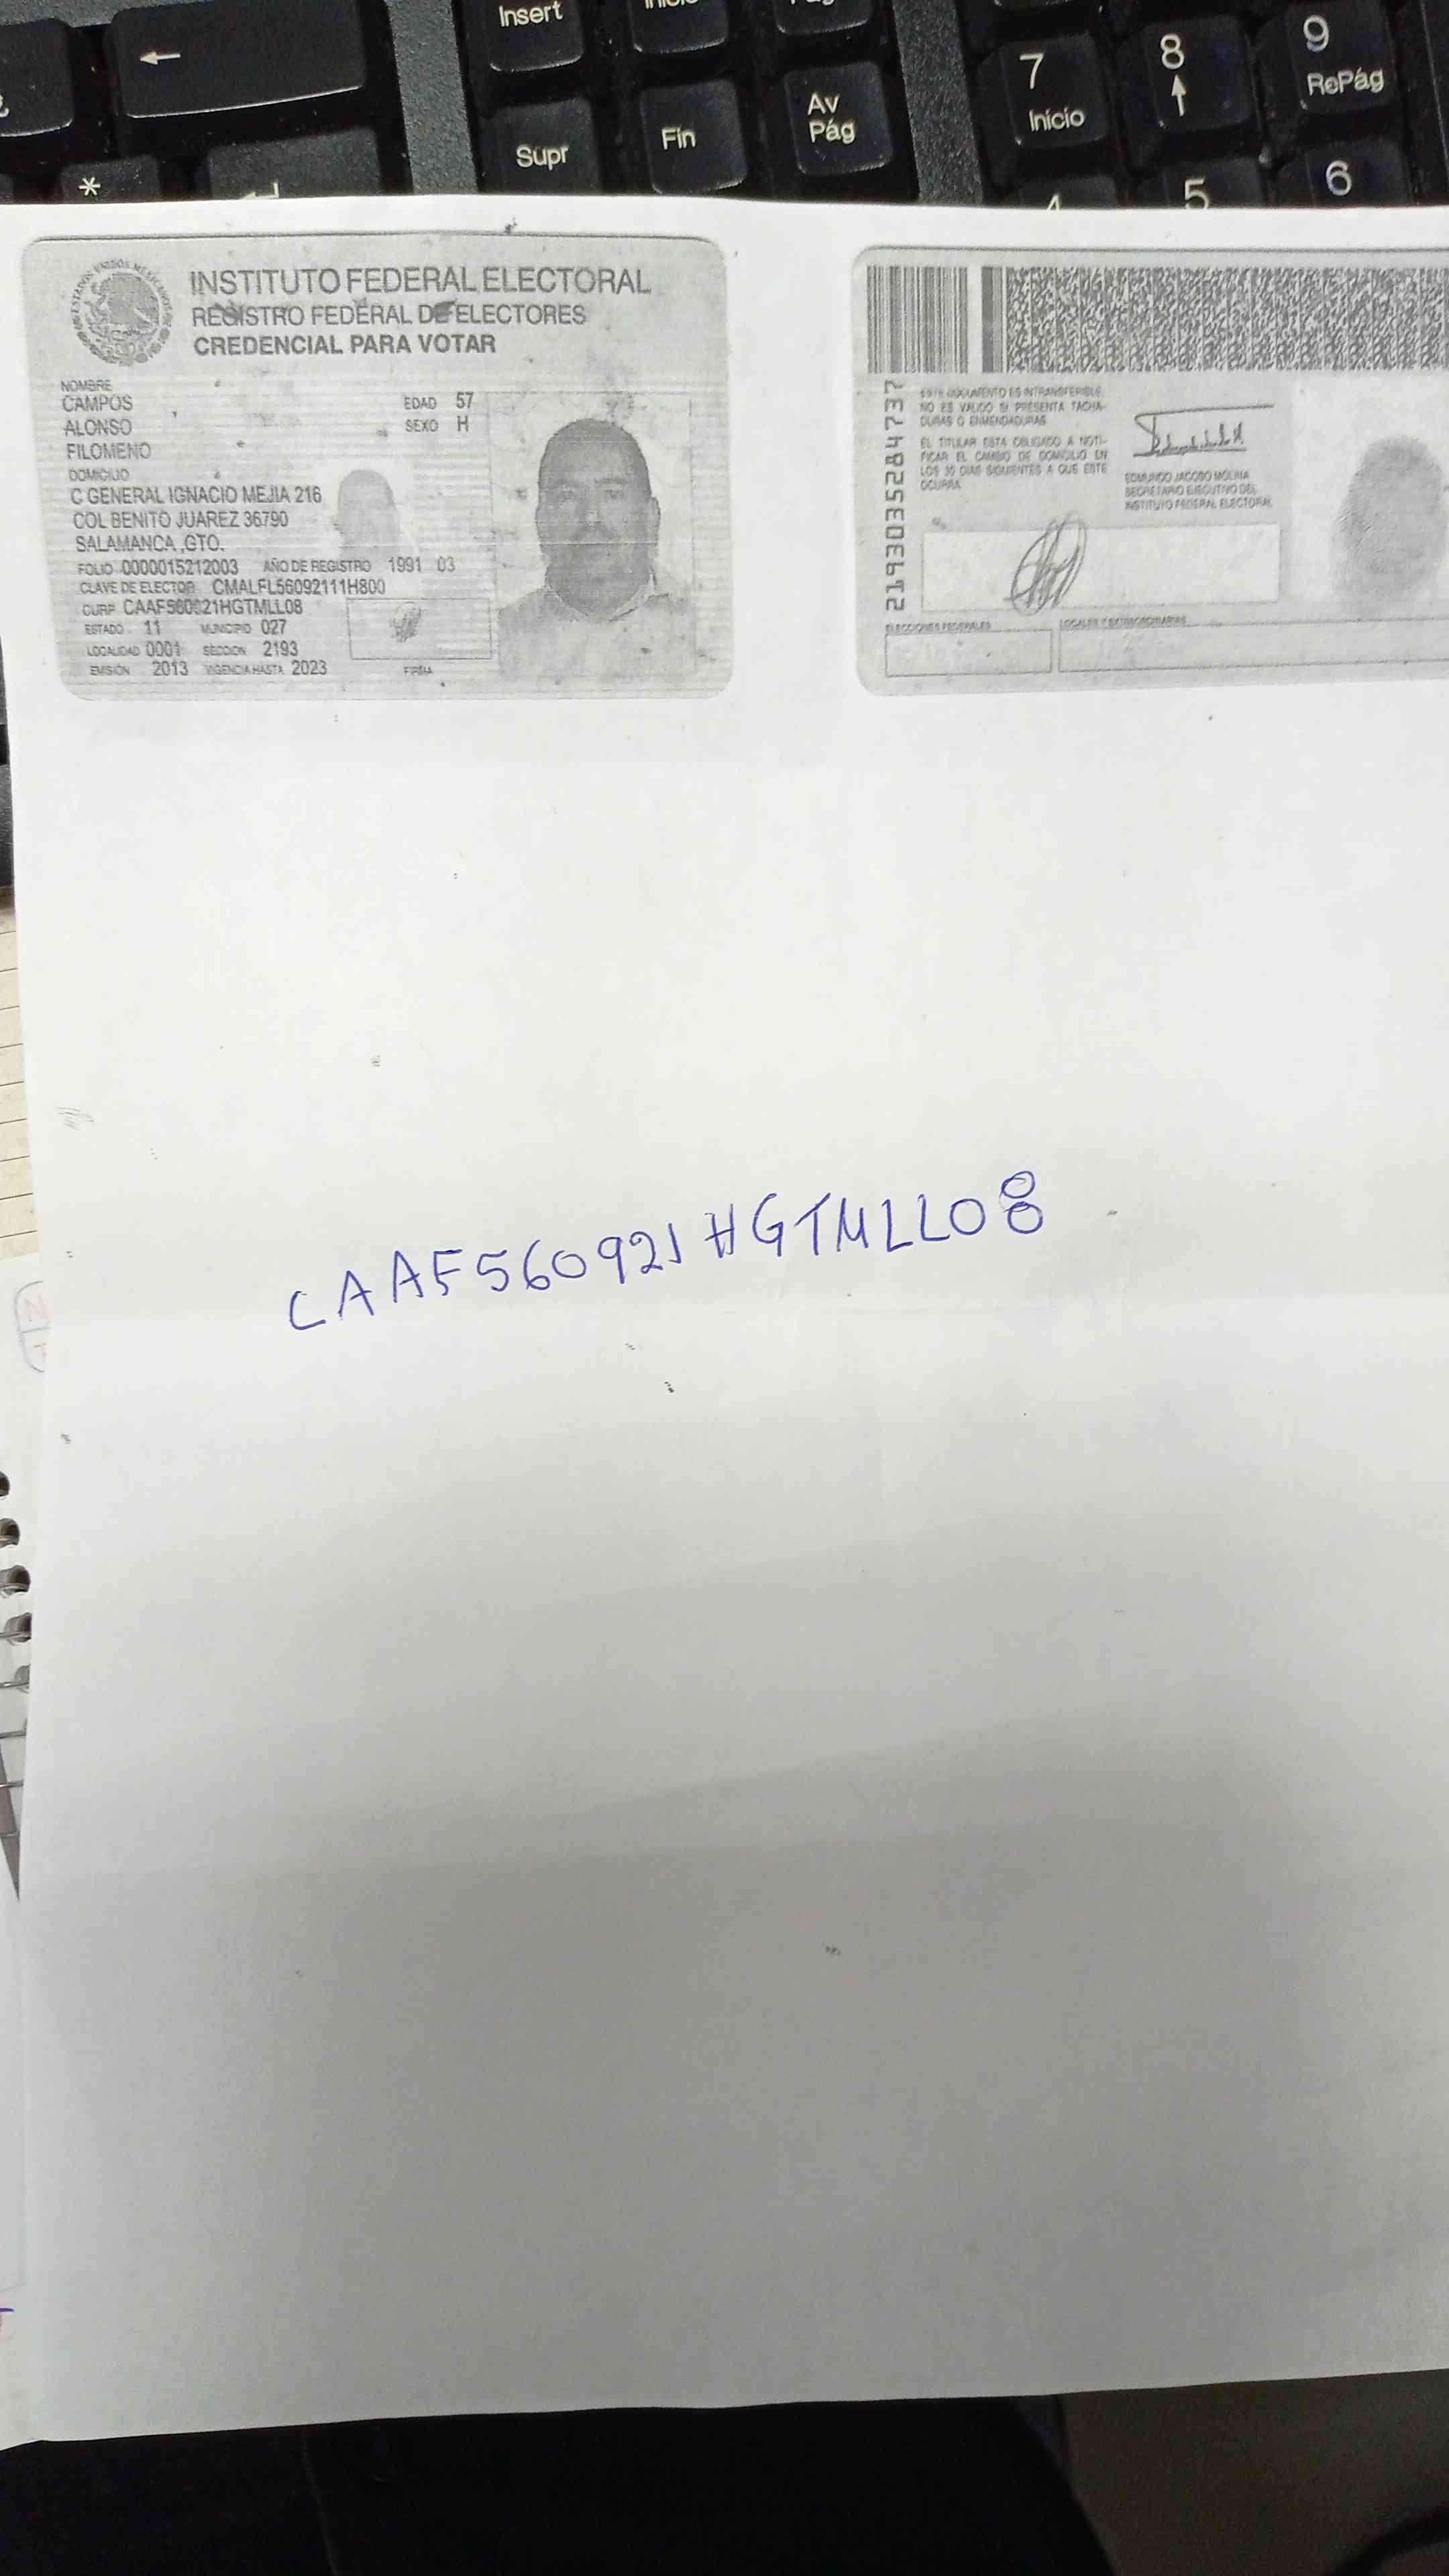 Insert
Supr
Fin
Av
Pág
7
Inicio
8
9
RePág
4
5
6
*
INSTITUTO FEDERAL ELECTORAL
REGISTRO FEDERAL DE ELECTORES
CREDENCIAL PARA VOTAR
NOMBRE
CAMPOS
ALONSO
FILOMENO
EDAD 57
SEXO H
DOMICILIO
C GENERAL IGNACIO MEJIA 216
COL BENITO JUAREZ 36790
SALAMANCA ,GTO.
FOLIO 0000015212003 AÑO DE REGISTRO 1991 03
CLAVE DE ELECTOR CMALFL56092111H800
CURP CAAF560921HGTMLL08
ESTADO 11 MUNICIPIO 027
LOCALIDAD 0001 SECCION 2193
EMISION 2013 VIGENCIA HASTA 2023
FIRMA
2193035284737
ESTE DOCUMENTO ES INTRANSFERIBLE
NO ES VALIDO SI PRESENTA TACHA-
DURAS O ENMENDADURAS
EL TITULAR ESTA OBLIGADO A NOTI-
FICAR EL CAMBIO DE DOMICILIO EN
LOS 30 DIAS SIGUIENTES A QUE ESTE
OCURRA
EDMUNDO JACOBO MOLINA
SECRETARIO EJECUTIVO DEL
INSTITUTO FEDERAL ELECTORAL
ELECCIONES FEDERALES
LOCALES Y EXTRAORDINARIAS
CAAF560921HGTMLL08